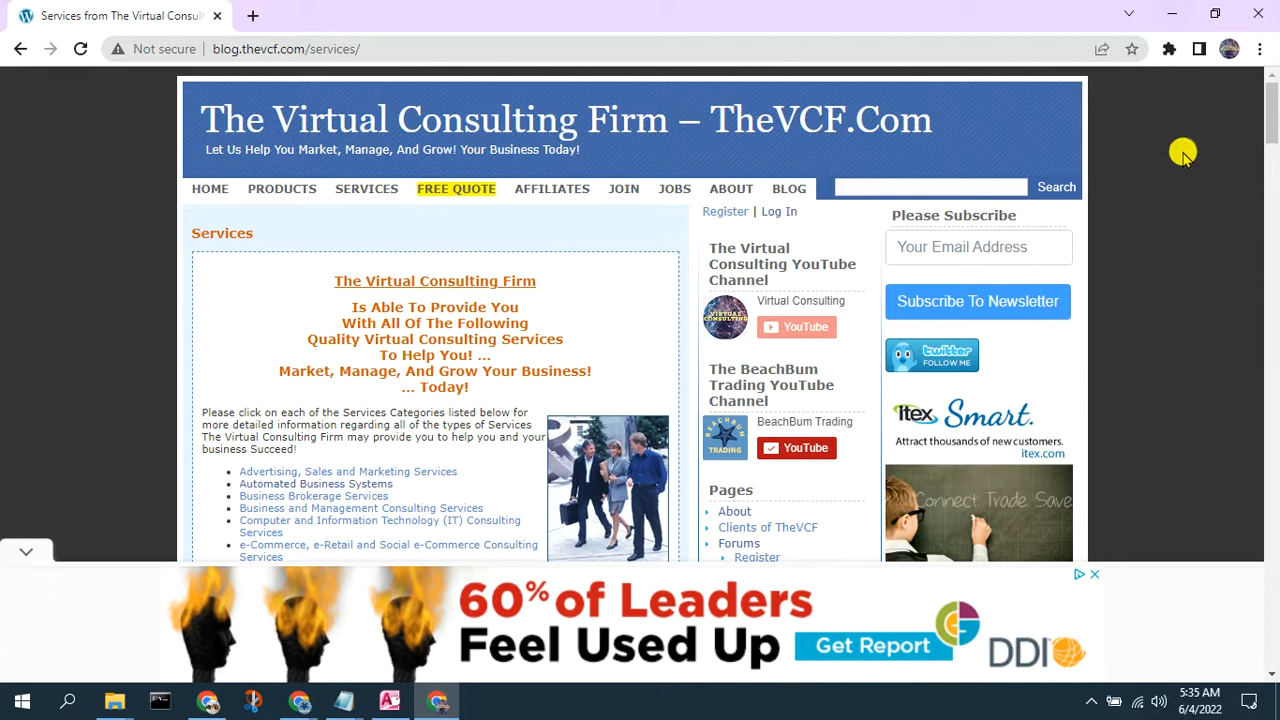 Services from The Virtual Consult
Not secure
blog.thevcf.com/services/
The Virtual Consulting Firm – TheVCF.Com
Let Us Help You Market, Manage, And Grow! Your Business Today!
HOME PRODUCTS SERVICES FREE QUOTE AFFILIATES JOIN JOBS ABOUT BLOG
Search
Services
The Virtual Consulting Firm
Is Able To Provide You
With All Of The Following
Quality Virtual Consulting Services
To Help You! ...
Market, Manage, And Grow Your Business!
... Today!
Please click on each of the Services Categories listed below for
more detailed information regarding all of the types of Services
The Virtual Consulting Firm may provide you to help you and your
business Succeed!
Advertising, Sales and Marketing Services
Automated Business Systems
Business Brokerage Services
Business and Management Consulting Services
Computer and Information Technology (IT) Consulting
Services
e-Commerce, e-Retail and Social e-Commerce Consulting
Services
Register | Log In
The Virtual
Consulting YouTube
Channel
VIRTUAL
CONSULTING
Virtual Consulting
YouTube
The BeachBum
Trading YouTube
Channel
BEACHBUM
TRADING
BeachBum Trading
YouTube
Pages
About
Clients of TheVCF
Forums
Register
Please Subscribe
Your Email Address
Subscribe To Newsletter
twitter
FOLLOW ME
itex Smart.
Attract thousands of new customers.
itex.com
Connect. Trade. Save
60% of Leaders
Feel Used Up
Get Report
DDI
5:35 AM
6/4/2022